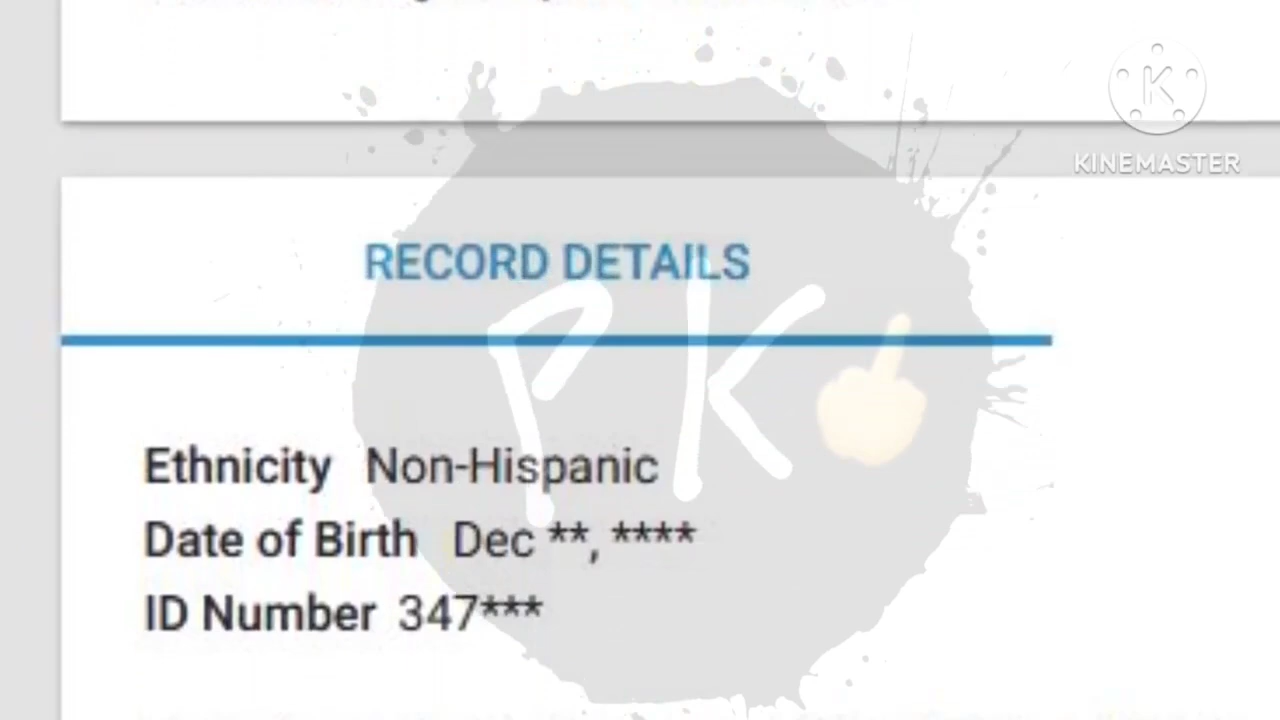 KINEMASTER
RECORD DETAILS
PK
Ethnicity Non-Hispanic
Date of Birth Dec **, ****
ID Number 347***